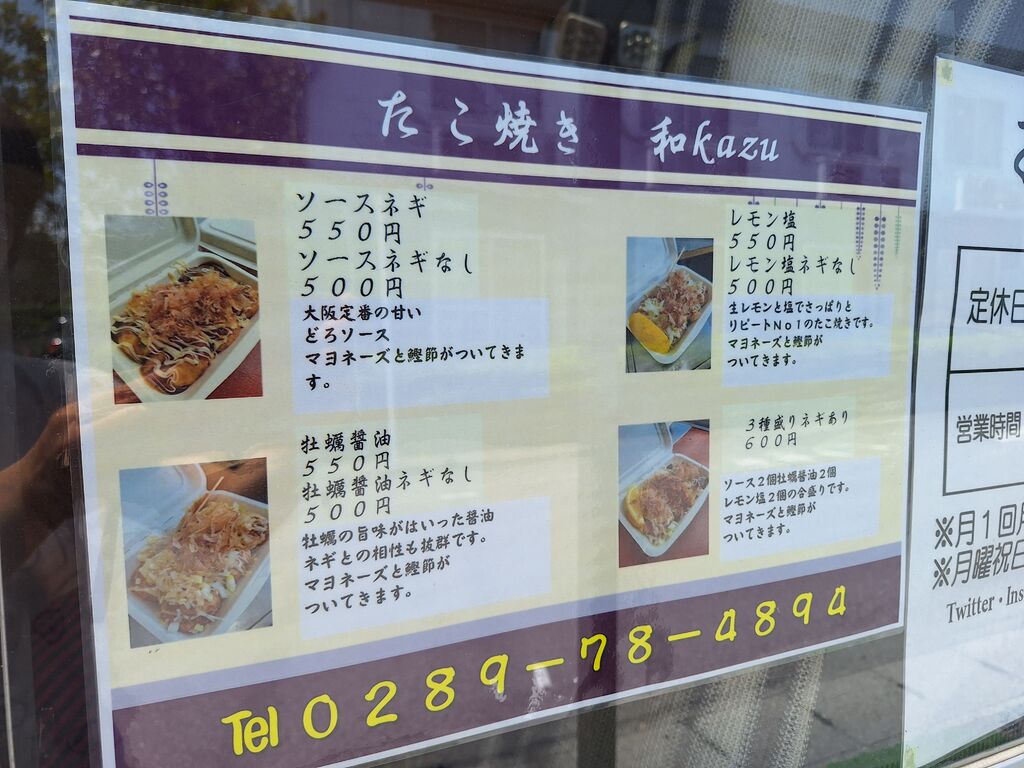 たこ焼き 和kazu
ソースネギ
５５０円
ソースネギなし
５００円
大阪定番の甘い
どろソース
マヨネーズと鰹節がついてきま
す。
レモン塩
５５０円
レモン塩ネギなし
５００円
生レモンと塩でさっぱりと
リピートNo1のたこ焼きです。
マヨネーズと鰹節が
ついてきます。
牡蠣醤油
５５０円
牡蠣醤油ネギなし
５００円
牡蠣の旨味がはいった醤油
ネギとの相性も抜群です。
マヨネーズと鰹節が
ついてきます。
３種盛りネギあり
６００円
ソース２個牡蠣醤油２個
レモン塩２個の合盛りです。
マヨネーズと鰹節が
ついてきます。
Tel０２８９－７８－４８９４
定休日
営業時間
※月１回
※月曜祝日
Twitter・Ins